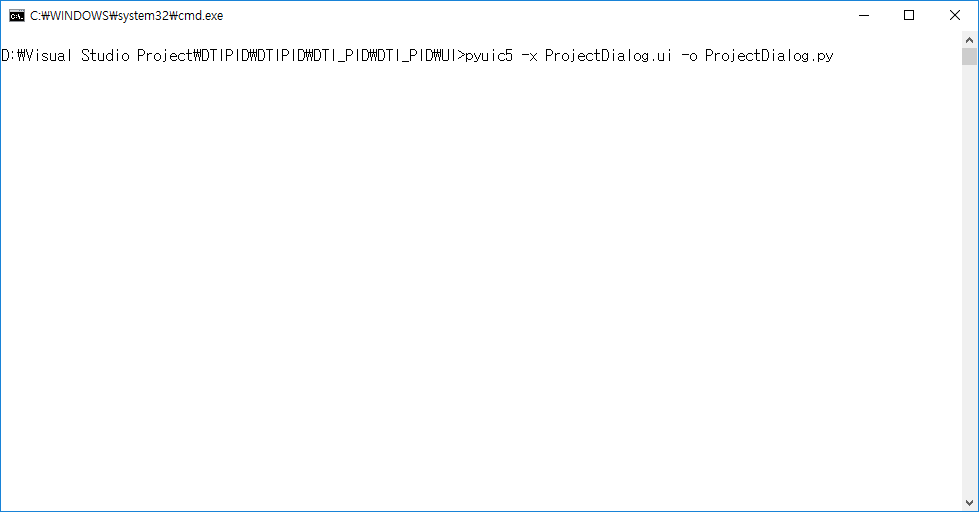 C:₩WINDOWS₩system32₩cmd.exe
D:₩Visual Studio Project₩DTIPID₩DTIPID₩DTI_PID₩DTI_PID₩UI>pyuic5 -x ProjectDialog.ui -o ProjectDialog.py